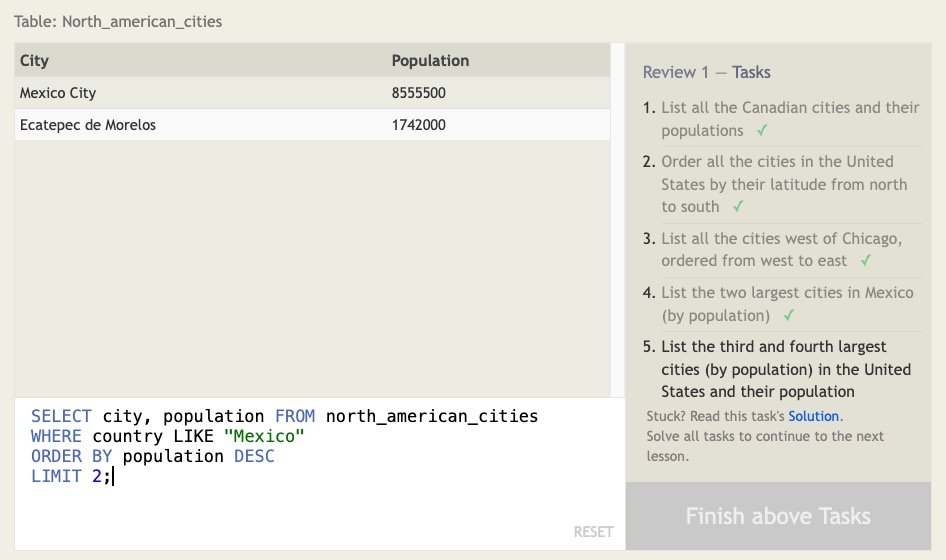 Table: North_american_cities
City Population
Mexico City 8555500
Ecatepec de Morelos 1742000
SELECT city, population FROM north_american_cities
WHERE country LIKE "Mexico"
ORDER BY population DESC
LIMIT 2;
RESET
Review 1 — Tasks
1. List all the Canadian cities and their
populations ✓
2. Order all the cities in the United
States by their latitude from north
to south ✓
3. List all the cities west of Chicago,
ordered from west to east ✓
4. List the two largest cities in Mexico
(by population) ✓
5. List the third and fourth largest
cities (by population) in the United
States and their population
Stuck? Read this task's Solution.
Solve all tasks to continue to the next
lesson.
Finish above Tasks